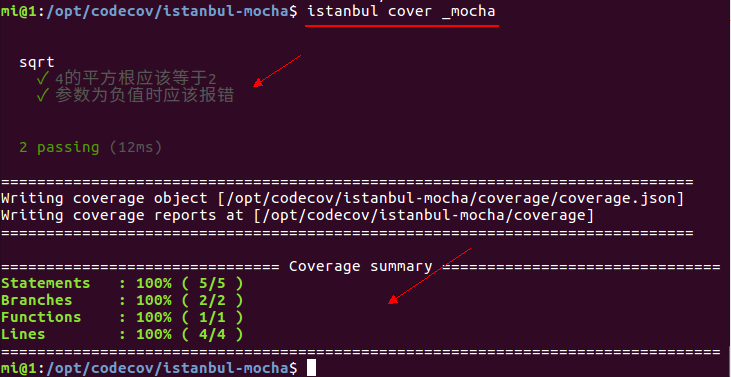 mi@1:/opt/codecov/istanbul-mocha$ istanbul cover _mocha
sqrt
✓ 4的平方根应该等于2
✓ 参数为负值时应该报错
2 passing (12ms)
=============================================================================
Writing coverage object [/opt/codecov/istanbul-mocha/coverage/coverage.json]
Writing coverage reports at [/opt/codecov/istanbul-mocha/coverage]
=============================================================================
=============================== Coverage summary ===============================
Statements   : 100% ( 5/5 )
Branches     : 100% ( 2/2 )
Functions    : 100% ( 1/1 )
Lines        : 100% ( 4/4 )
================================================================================
mi@1:/opt/codecov/istanbul-mocha$